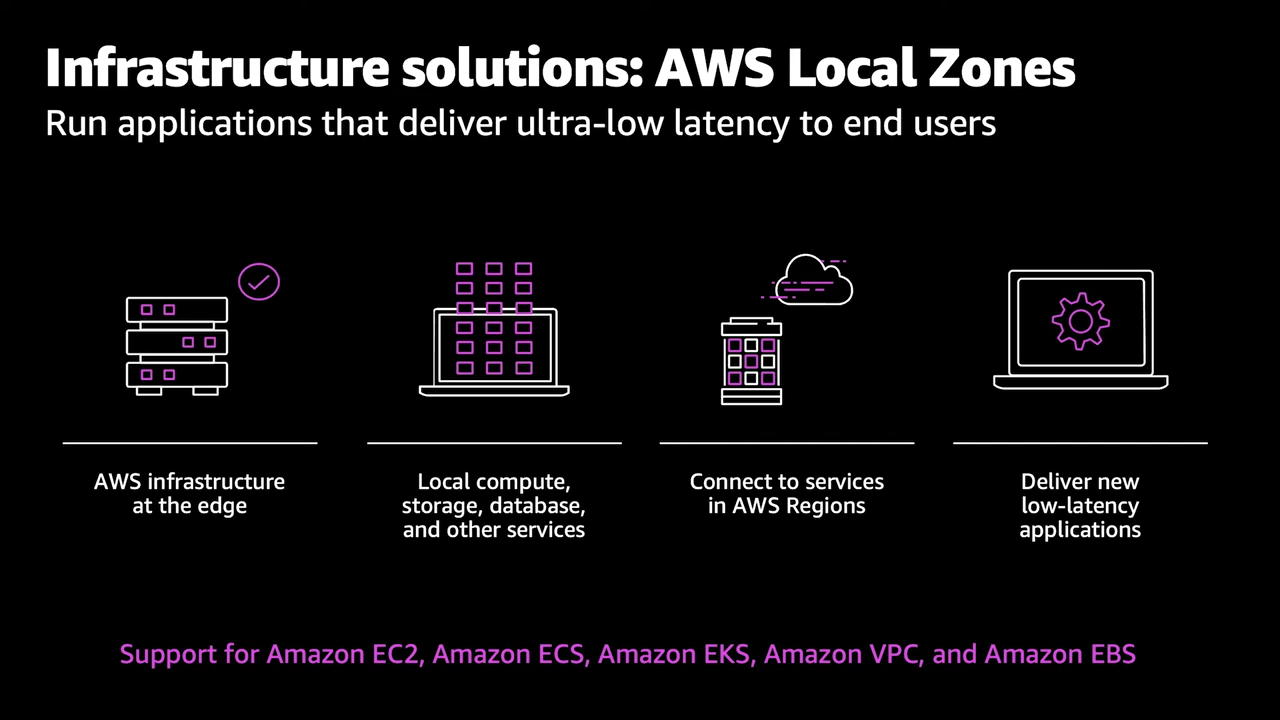 Infrastructure solutions: AWS Local Zones
Run applications that deliver ultra-low latency to end users
AWS infrastructure
at the edge
Local compute,
storage, database,
and other services
Connect to services
in AWS Regions
Deliver new
low-latency
applications
Support for Amazon EC2, Amazon ECS, Amazon EKS, Amazon VPC, and Amazon EBS